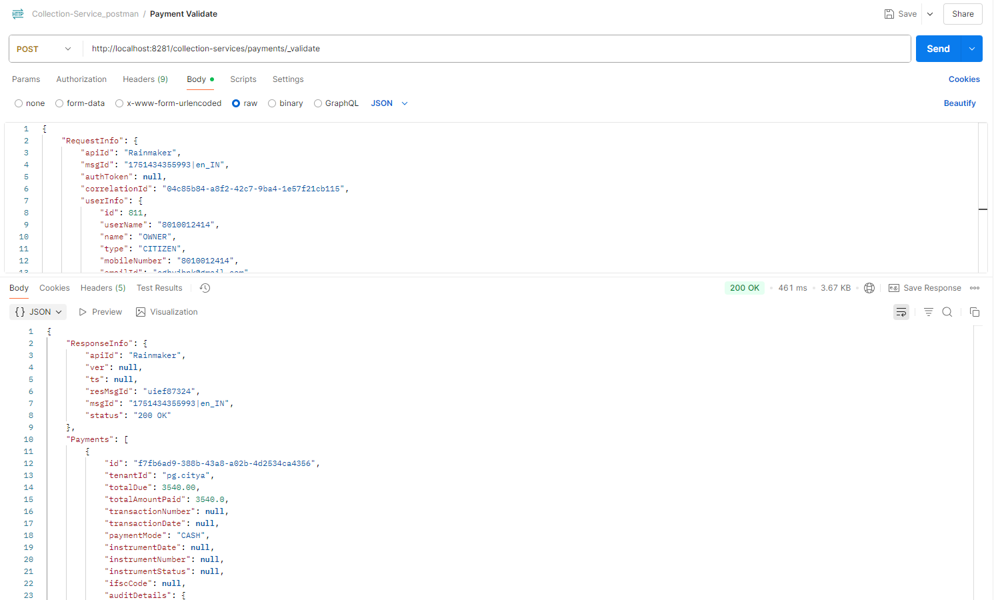 HTTP Collection-Service_postman / Payment Validate Save Share
POST http://localhost:8281/collection-services/payments/_validate Send
Params Authorization Headers (9) Body Scripts Settings Cookies
none form-data x-www-form-urlencoded raw binary GraphQL JSON Beautify
1 {
2 "RequestInfo": {
3 "apiId": "Rainmaker",
4 "msgId": "1751434355993|en_IN",
5 "authToken": null,
6 "correlationId": "04c85b84-a8f2-42c7-9ba4-1e57f21cb115",
7 "userInfo": {
8 "id": 811,
9 "userName": "8010012414",
10 "name": "OWNER",
11 "type": "CITIZEN",
12 "mobileNumber": "8010012414",
13 "emailId":
Body Cookies Headers (5) Test Results 200 OK 461 ms 3.67 KB e.g. Save Response
{} JSON Preview Visualization
1 {
2 "ResponseInfo": {
3 "apiId": "Rainmaker",
4 "ver": null,
5 "ts": null,
6 "resMsgId": "uief87324",
7 "msgId": "1751434355993|en_IN",
8 "status": "200 OK"
9 },
10 "Payments": [
11 {
12 "id": "f7fb6ad9-388b-43a8-a02b-4d2534ca4356",
13 "tenantId": "pg.citya",
14 "totalDue": 3540.00,
15 "totalAmountPaid": 3540.0,
16 "transactionNumber": null,
17 "transactionDate": null,
18 "paymentMode": "CASH",
19 "instrumentDate": null,
20 "instrumentNumber": null,
21 "instrumentStatus": null,
22 "ifscCode": null,
23 "auditDetails": {